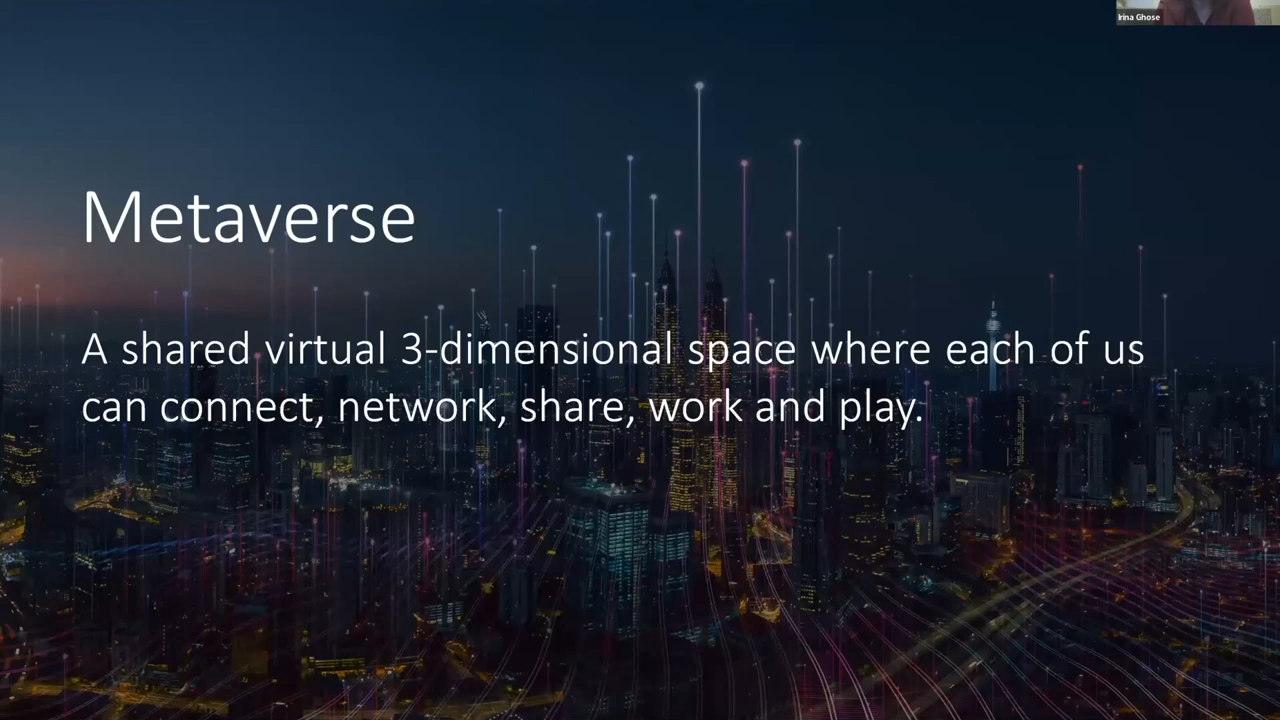 Irina Ghose
Metaverse
A shared virtual 3-dimensional space where each of us
can connect, network, share, work and play.